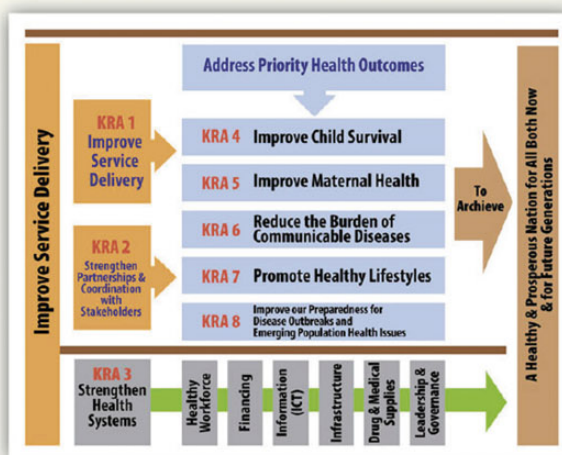 Improve Service Delivery
Address Priority Health Outcomes
KRA 1
Improve
Service
Delivery
KRA 2
Strengthen
Partnerships &
Coordination
with
Stakeholders
KRA 4 Improve Child Survival
KRA 5 Improve Maternal Health
KRA 6 Reduce the Burden of
Communicable Diseases
KRA 7 Promote Healthy Lifestyles
KRA 8 Improve our Preparedness for
Disease Outbreaks and
Emerging Population Health Issues
To
Archieve
A Healthy & Prosperous Nation for All Both Now
& for Future Generations
KRA 3
Strengthen
Health
Systems
Healthy
Workforce
Financing
Information
(ICT)
Infrastructure
Drug & Medical
Supplies
Leadership &
Governance